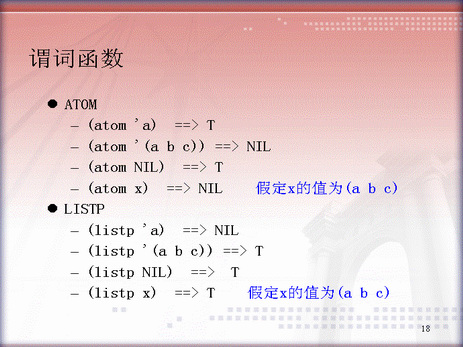 谓词函数
● ATOM
– (atom 'a) ==> T
– (atom '(a b c)) ==> NIL
– (atom NIL) ==> T
– (atom x) ==> NIL 假定x的值为(a b c)
● LISTP
– (listp 'a) ==> NIL
– (listp '(a b c)) ==> T
– (listp NIL) ==> T
– (listp x) ==> T 假定x的值为(a b c)
18